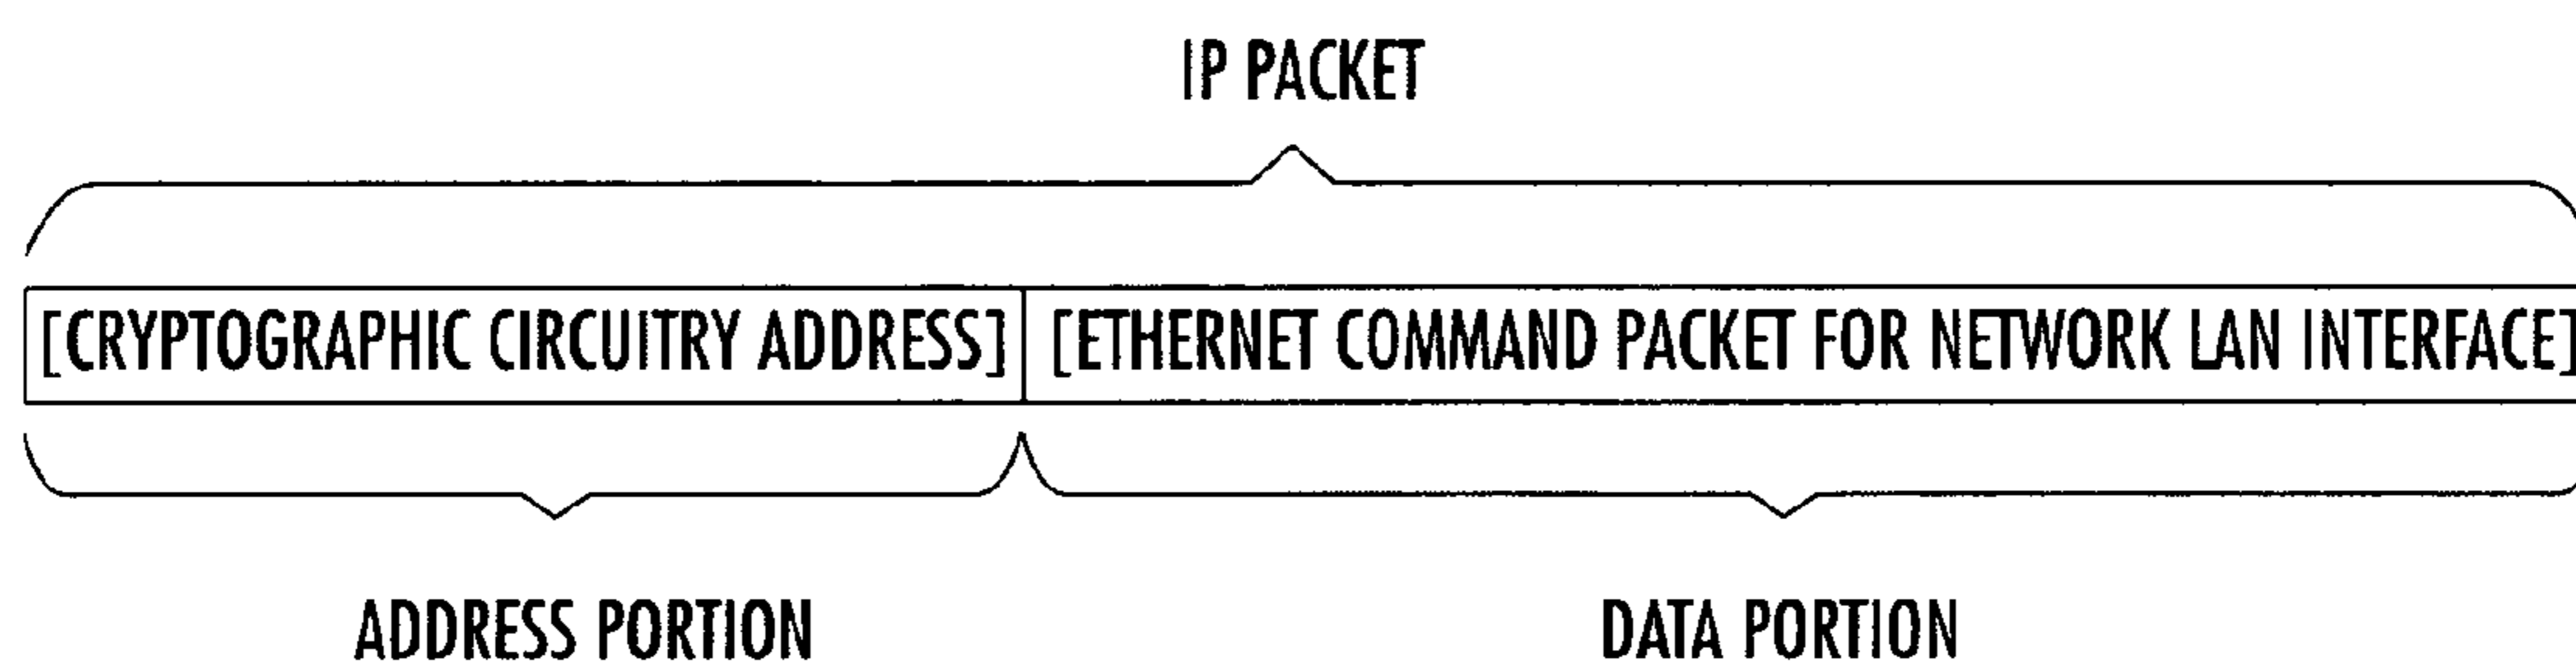 IP PACKET
[CRYPTOGRAPHIC CIRCUITRY ADDRESS] [ETHERNET COMMAND PACKET FOR NETWORK LAN INTERFACE]
ADDRESS PORTION DATA PORTION